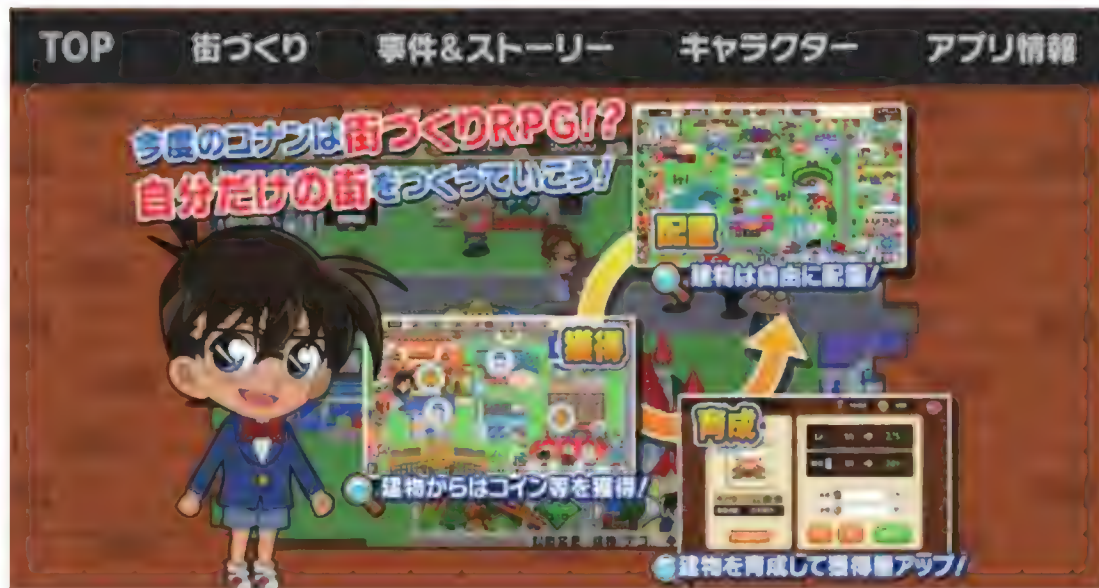 TOP 街づくり 事件&ストーリー キャラクター アプリ情報
今度のコナンは街づくりRPG!?
自分だけの街をつくっていこう!
配置
建物は自由に配置!
獲得
建物からはコイン等を獲得!
育成
建物を育成して獲得量アップ!